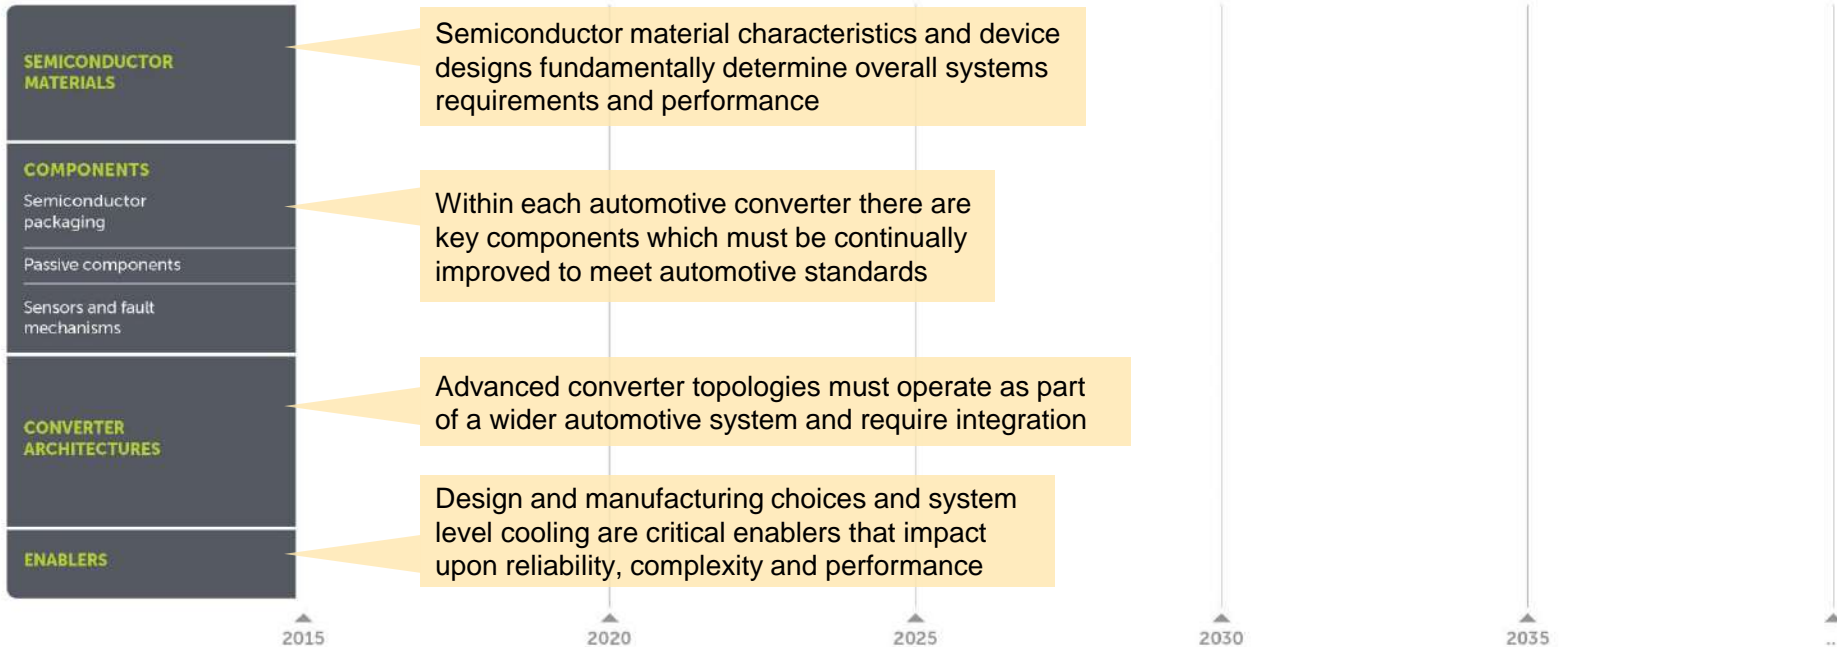 SEMICONDUCTOR
MATERIALS
Semiconductor material characteristics and device
designs fundamentally determine overall systems
requirements and performance
COMPONENTS
Semiconductor
packaging
Passive components
Sensors and fault
mechanisms
Within each automotive converter there are
key components which must be continually
improved to meet automotive standards
CONVERTER
ARCHITECTURES
Advanced converter topologies must operate as part
of a wider automotive system and require integration
ENABLERS
Design and manufacturing choices and system
level cooling are critical enablers that impact
upon reliability, complexity and performance
2015
2020
2025
2030
2035
..